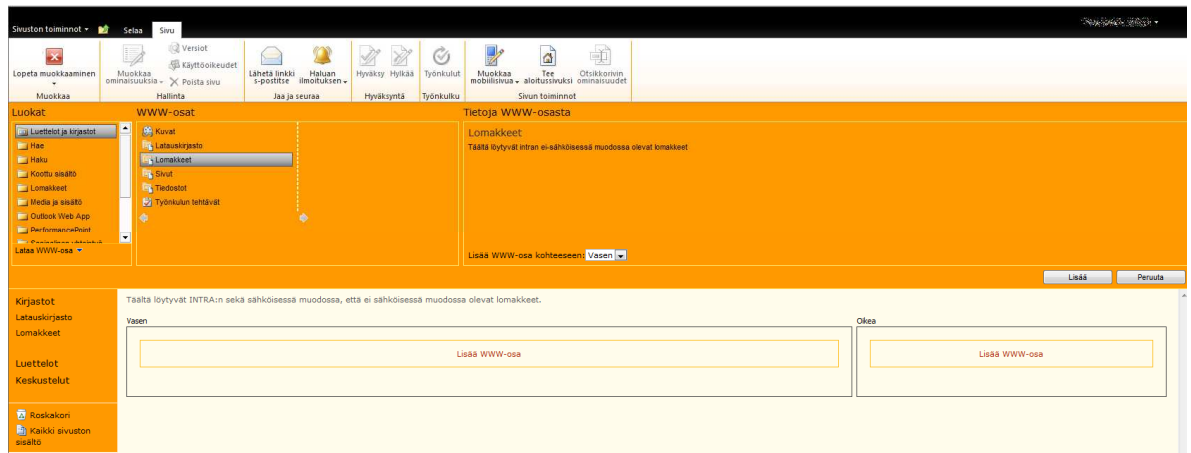 Sivuston toiminnot Selaa Sivu
Lopeta muokkaaminen
Muokkaa
Muokkaa ominaisuuksia
Versiot
Käyttöoikeudet
Poista sivu
Hallinta
Lähetä linkki s-postitse
Haluan ilmoituksen
Jaa ja seuraa
Hyväksy Hylkää
Hyväksyntä
Työnkulut
Työnkulku
Muokkaa mobiilisivua
Tee aloitussivuksi
Otsikkorivin ominaisuudet
Sivun toiminnot
Luokat
Luettelot ja kirjastot
Hae
Haku
Koottu sisältö
Lomakkeet
Media ja sisältö
Outlook Web App
PerformancePoint
Lataa WWW-osa
WWW-osat
Kuvat
Latauskirjasto
Lomakkeet
Sivut
Tiedostot
Työnkulun tehtävät
Tietoja WWW-osasta
Lomakkeet
Täältä löytyvät intran ei-sähköisessä muodossa olevat lomakkeet
Lisää WWW-osa kohteeseen: Vasen
Lisää Peruuta
Kirjastot
Latauskirjasto
Lomakkeet
Luettelot
Keskustelut
Roskakori
Kaikki sivuston
sisältö
Täältä löytyvät INTRA:n sekä sähköisessä muodossa, että ei sähköisessä muodossa olevat lomakkeet.
Vasen
Lisää WWW-osa
Oikea
Lisää WWW-osa